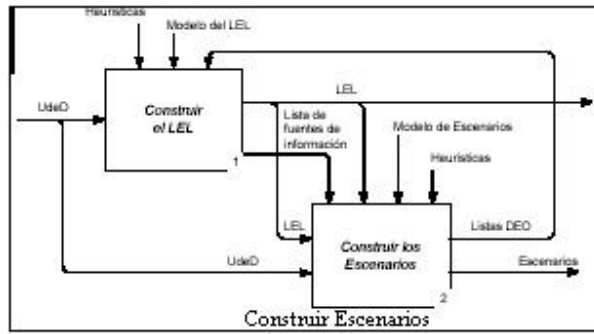 Heurísticas
Modelo del LEL
UdeD
Construir
el LEL
1
LEL
Lista de
fuentes de
información
Modelo de Escenarios
Heurísticas
LEL
Construir los
Escenarios
2
Listas DEO
UdeD
Escenarios
Construir Escenarios